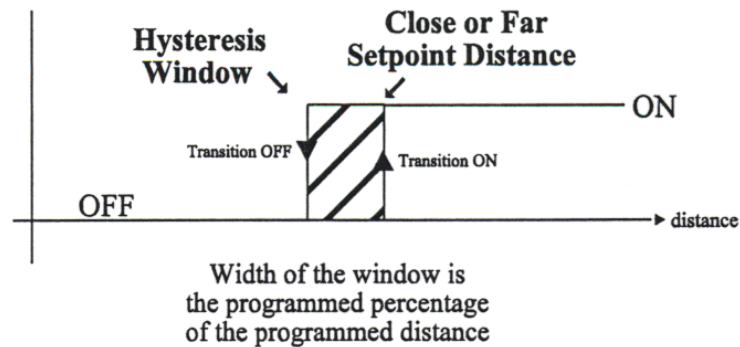 Hysteresis
Window
Close or Far
Setpoint Distance
ON
Transition OFF
Transition ON
OFF
distance
Width of the window is
the programmed percentage
of the programmed distance